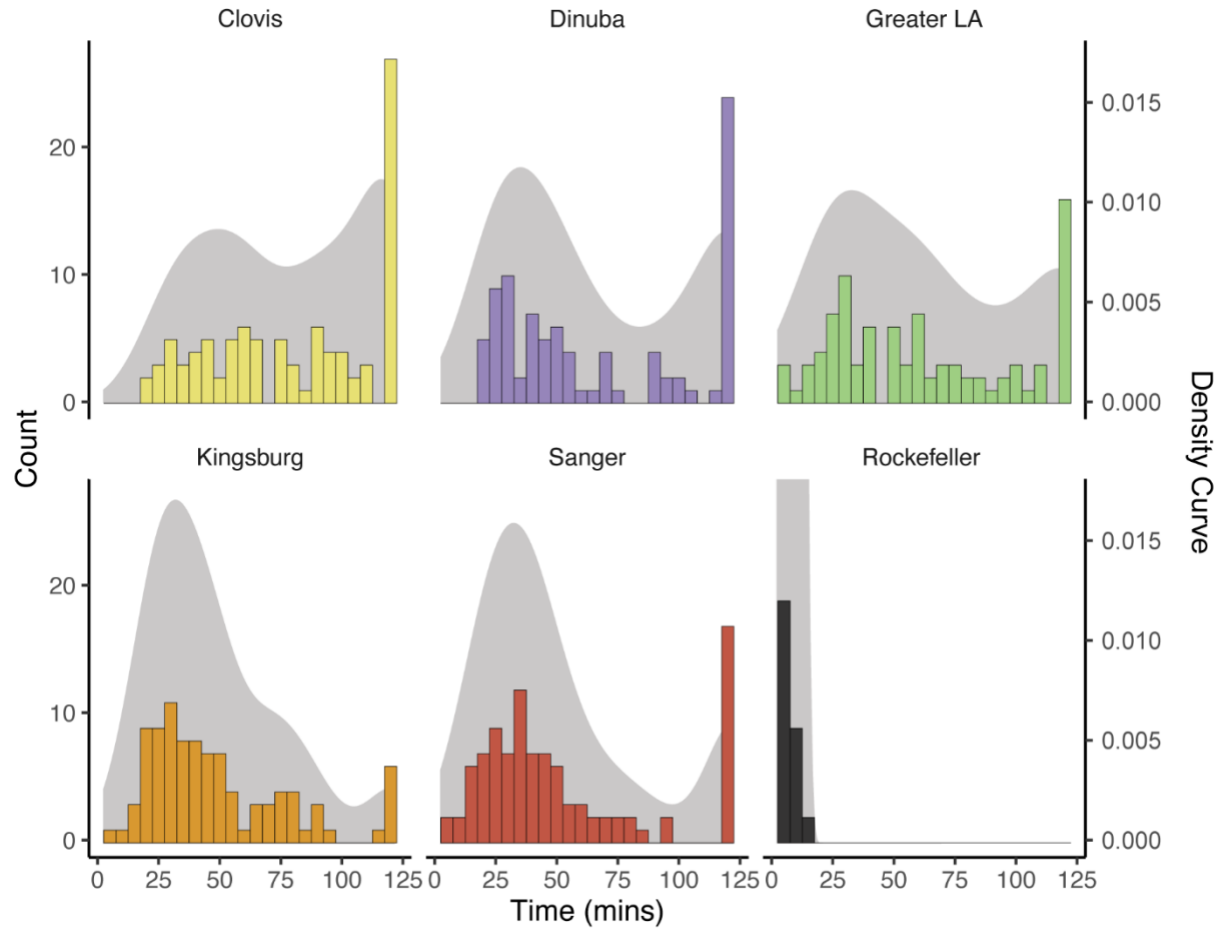 Clovis Dinuba Greater LA
20
10
0
0.015
0.010
0.005
0.000
Count
Density Curve
Kingsburg Sanger Rockefeller
20
10
0
0.015
0.010
0.005
0.000
0 25 50 75 100 125 0 25 50 75 100 125 0 25 50 75 100 125
Time (mins)